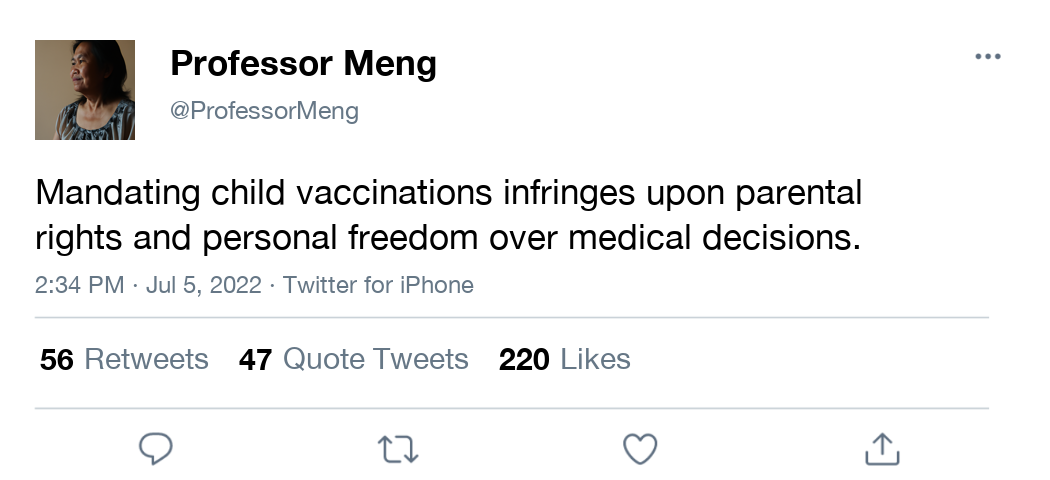 Professor Meng
@ProfessorMeng
Mandating child vaccinations infringes upon parental
rights and personal freedom over medical decisions.
2:34 PM · Jul 5, 2022 · Twitter for iPhone
56 Retweets 47 Quote Tweets 220 Likes